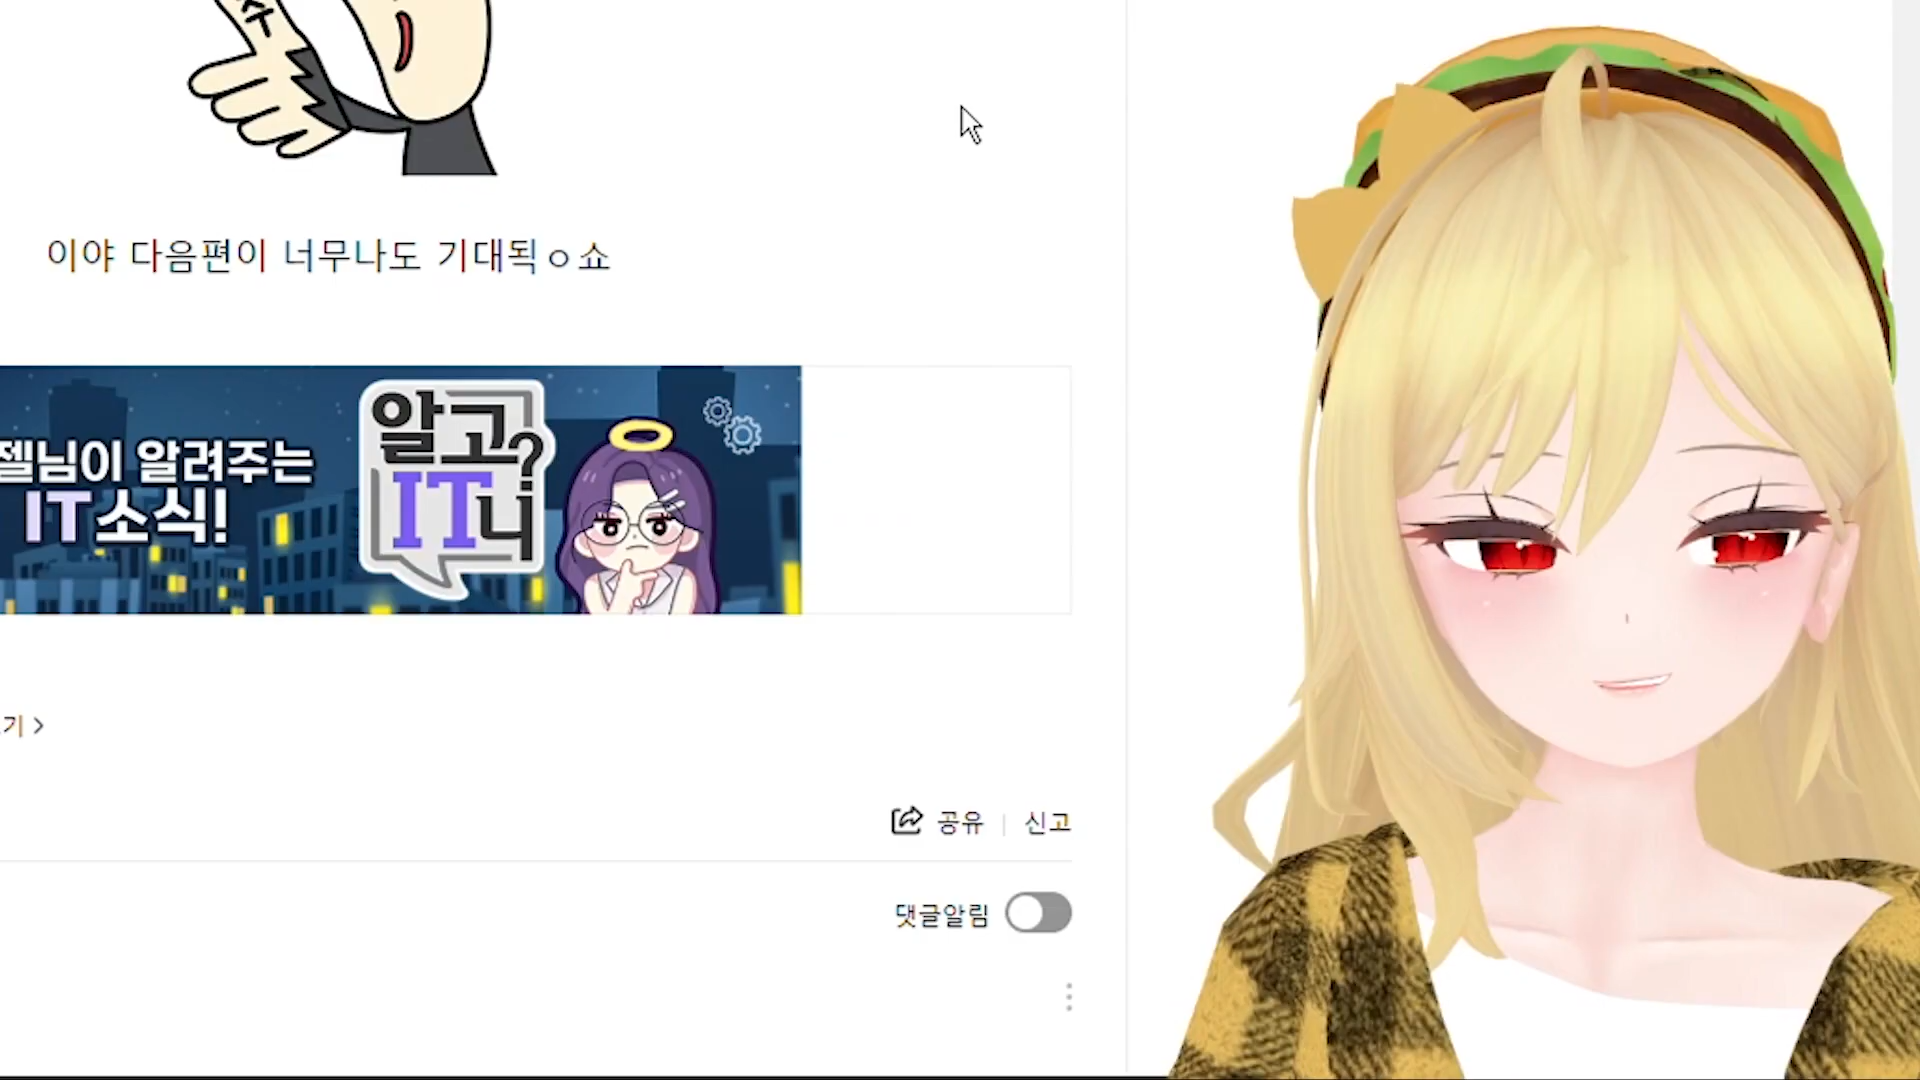 수
이야 다음편이 너무나도 기대됙ㅇ쇼
젤님이 알려주는
IT소식!
알고?
IT니
기 >
공유 | 신고
댓글알림